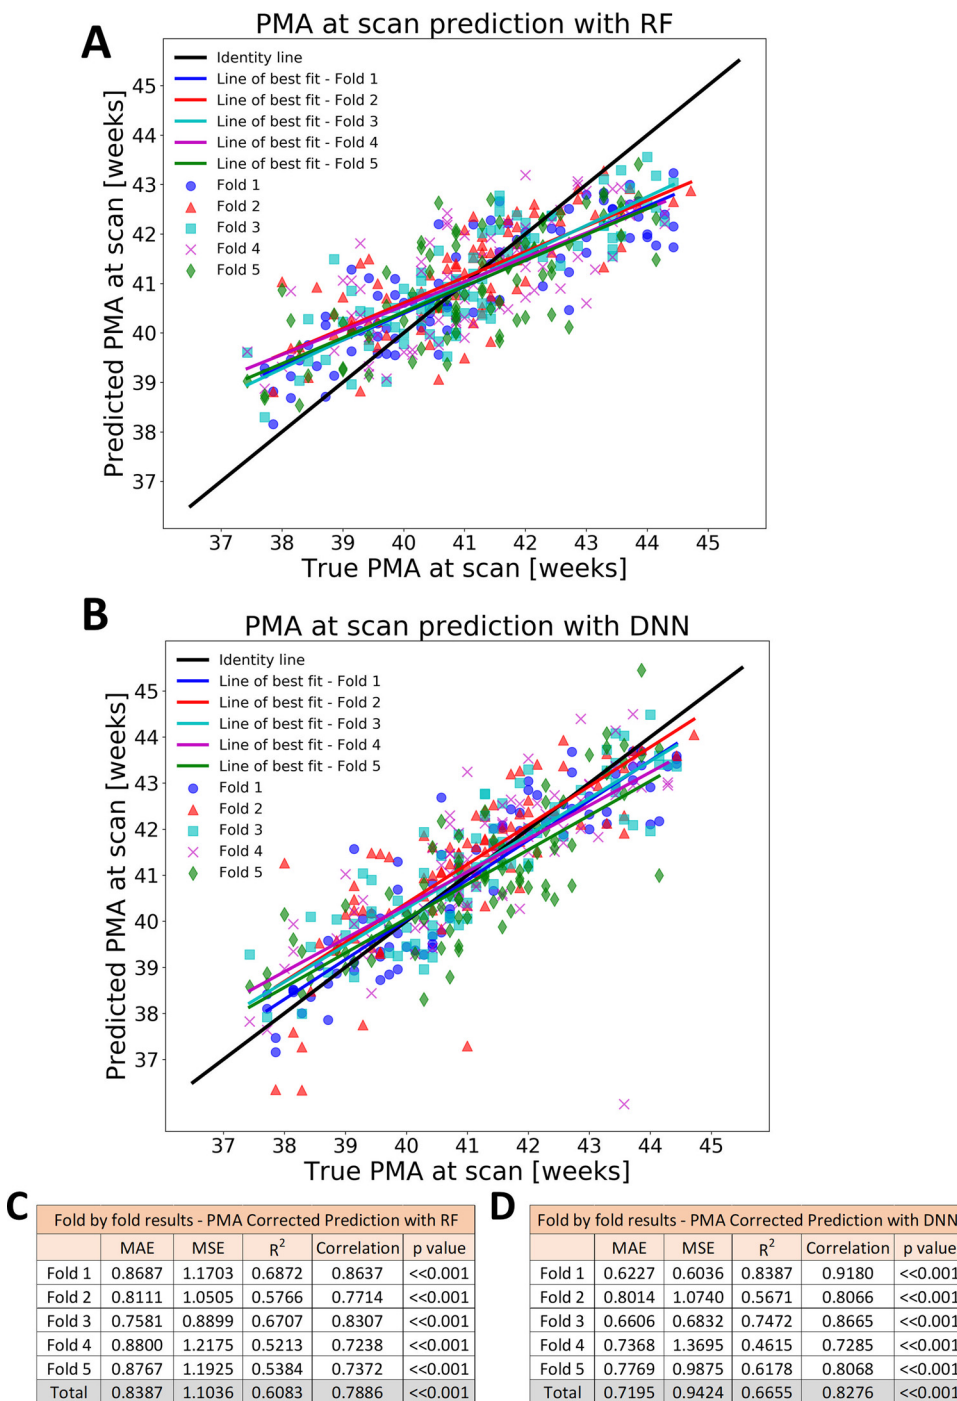 A
PMA at scan prediction with RF
Identity line
Line of best fit - Fold 1
Line of best fit - Fold 2
Line of best fit - Fold 3
Line of best fit - Fold 4
Line of best fit - Fold 5
Fold 1
Fold 2
Fold 3
Fold 4
Fold 5
Predicted PMA at scan [weeks]
45
44
43
42
41
40
39
38
37
37 38 39 40 41 42 43 44 45
True PMA at scan [weeks]
B
PMA at scan prediction with DNN
Identity line
Line of best fit - Fold 1
Line of best fit - Fold 2
Line of best fit - Fold 3
Line of best fit - Fold 4
Line of best fit - Fold 5
Fold 1
Fold 2
Fold 3
Fold 4
Fold 5
Predicted PMA at scan [weeks]
45
44
43
42
41
40
39
38
37
37 38 39 40 41 42 43 44 45
True PMA at scan [weeks]
C
Fold by fold results - PMA Corrected Prediction with RF
MAE MSE R² Correlation p value
Fold 1 0.8687 1.1703 0.6872 0.8637 <<0.001
Fold 2 0.8111 1.0505 0.5766 0.7714 <<0.001
Fold 3 0.7581 0.8899 0.6707 0.8307 <<0.001
Fold 4 0.8800 1.2175 0.5213 0.7238 <<0.001
Fold 5 0.8767 1.1925 0.5384 0.7372 <<0.001
Total 0.8387 1.1036 0.6083 0.7886 <<0.001
D
Fold by fold results - PMA Corrected Prediction with DNN
MAE MSE R² Correlation p value
Fold 1 0.6227 0.6036 0.8387 0.9180 <<0.001
Fold 2 0.8014 1.0740 0.5671 0.8066 <<0.001
Fold 3 0.6606 0.6832 0.7472 0.8665 <<0.001
Fold 4 0.7368 1.3695 0.4615 0.7285 <<0.001
Fold 5 0.7769 0.9875 0.6178 0.8068 <<0.001
Total 0.7195 0.9424 0.6655 0.8276 <<0.001